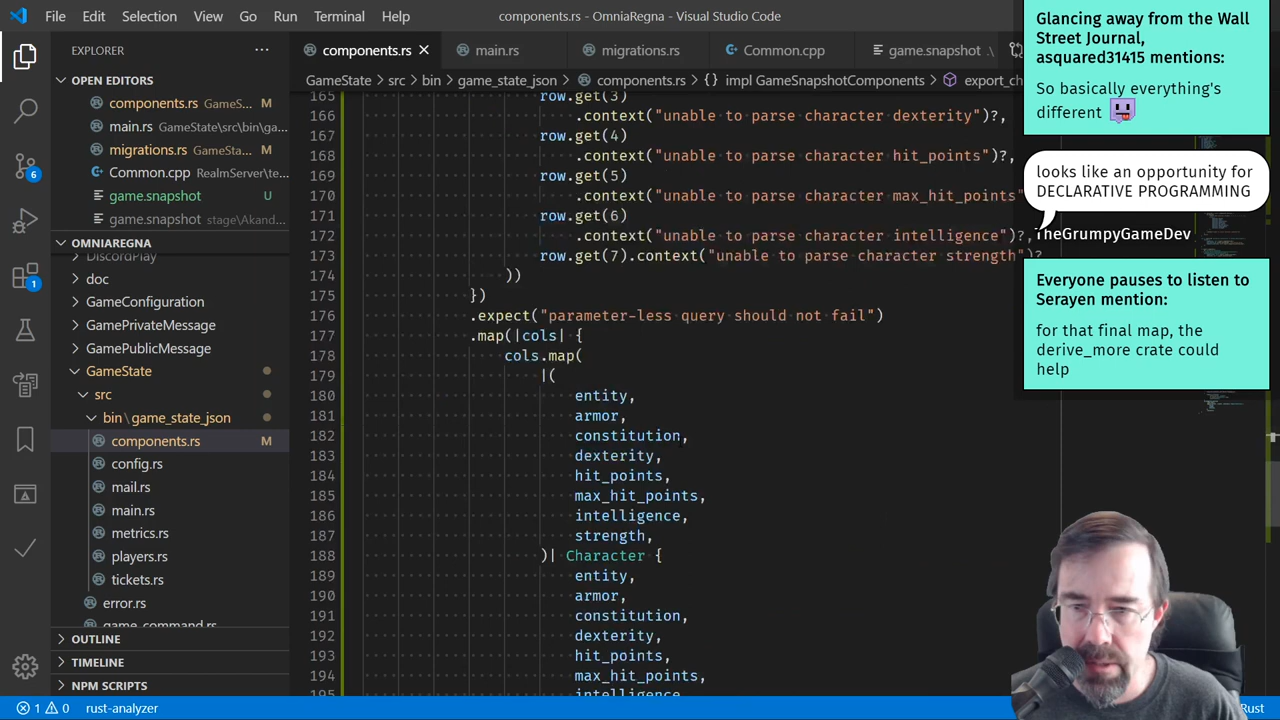 File Edit Selection View Go Run Terminal Help
components.rs - OmniaRegna - Visual Studio Code
EXPLORER
OPEN EDITORS
components.rs GameS... M
main.rs GameState\src\bin\ga...
migrations.rs GameSta... M
Common.cpp RealmServer\te...
game.snapshot U
game.snapshot stage\Akand...
OMNIAREGNA
DiscordPlay
doc
GameConfiguration
GamePrivateMessage
GamePublicMessage
GameState
src
bin\game_state_json
components.rs M
config.rs
mail.rs
main.rs
metrics.rs
players.rs
tickets.rs
error.rs
game_command.rs
OUTLINE
TIMELINE
NPM SCRIPTS
6
1
components.rs
main.rs
migrations.rs
Common.cpp
game.snapshot
GameState > src > bin > game_state_json > components.rs > {} impl GameSnapshotComponents > export_ch
165 row.get(3)
166 .context("unable to parse character dexterity")?,
167 row.get(4)
168 .context("unable to parse character hit_points")?,
169 row.get(5)
170 .context("unable to parse character max_hit_points"
171 row.get(6)
172 .context("unable to parse character intelligence")?,
173 row.get(7).context("unable to parse character strength")?
174 ))
175 })
176 .expect("parameter-less query should not fail")
177 .map(|cols| {
178 cols.map(
179 |(
180 entity,
181 armor,
182 constitution,
183 dexterity,
184 hit_points,
185 max_hit_points,
186 intelligence,
187 strength,
188 )| Character {
189 entity,
190 armor,
191 constitution,
192 dexterity,
193 hit_points,
194 max_hit_points,
195 intelligence
Glancing away from the Wall
Street Journal,
asquared31415 mentions:
So basically everything's
different
looks like an opportunity for
DECLARATIVE PROGRAMMING
TheGrumpyGameDev
Everyone pauses to listen to
Serayen mention:
for that final map, the
derive_more crate could
help
1 0 rust-analyzer
Rust